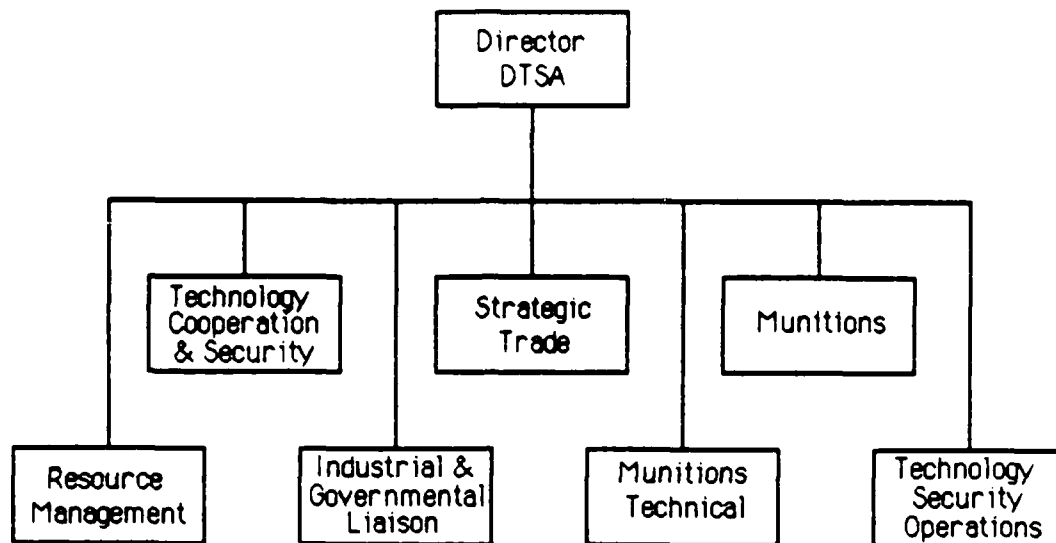 Director
DTSA
Technology
Cooperation
& Security
Strategic
Trade
Munitions
Resource
Management
Industrial &
Governmental
Liaison
Munitions
Technical
Technology
Security
Operations